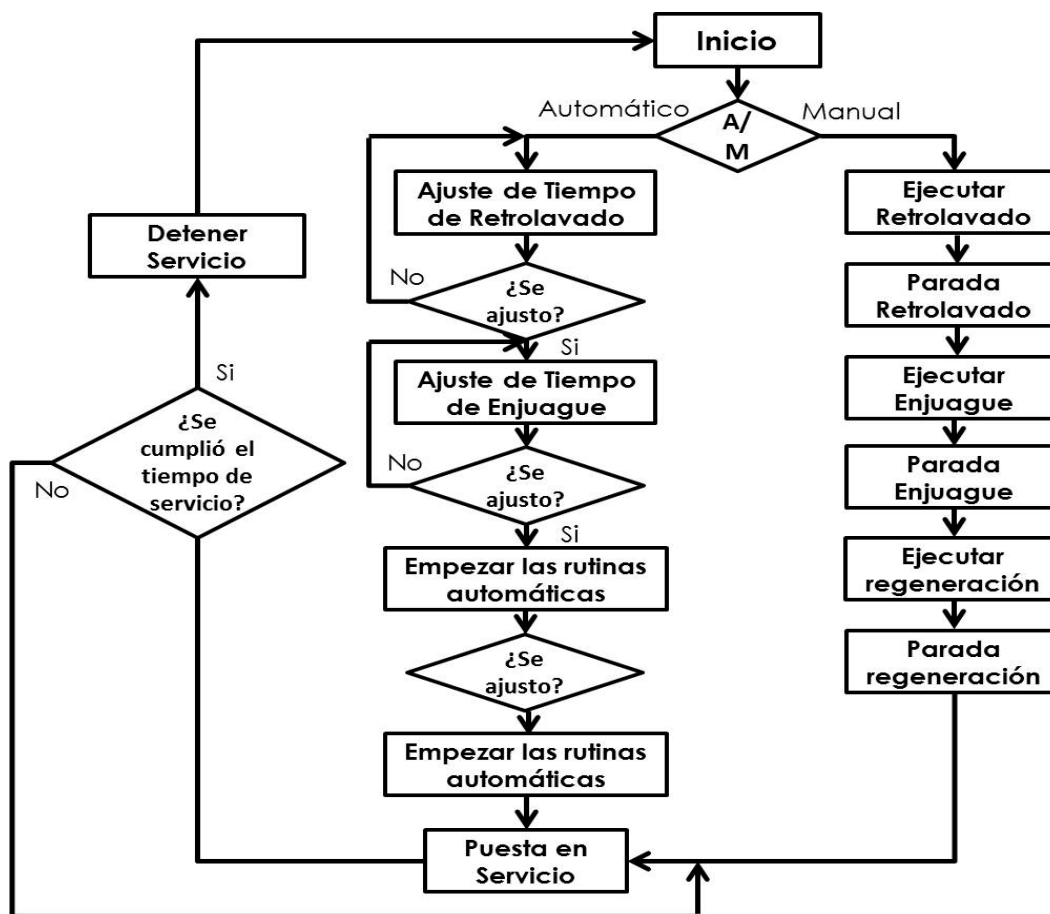 Inicio
Automático
A/
M
Manual
Ajuste de Tiempo
de Retrolavado
Ejecutar
Retrolavado
Detener
Servicio
No
¿Se
ajusto?
Parada
Retrolavado
Si
Ajuste de Tiempo
de Enjuague
Ejecutar
Enjuague
Si
¿Se
cumplió el
tiempo de
servicio?
No
No
¿Se
ajusto?
Parada
Enjuague
Si
Empezar las rutinas
automáticas
Ejecutar
regeneración
¿Se
ajusto?
Parada
regeneración
Empezar las rutinas
automáticas
Puesta en
Servicio